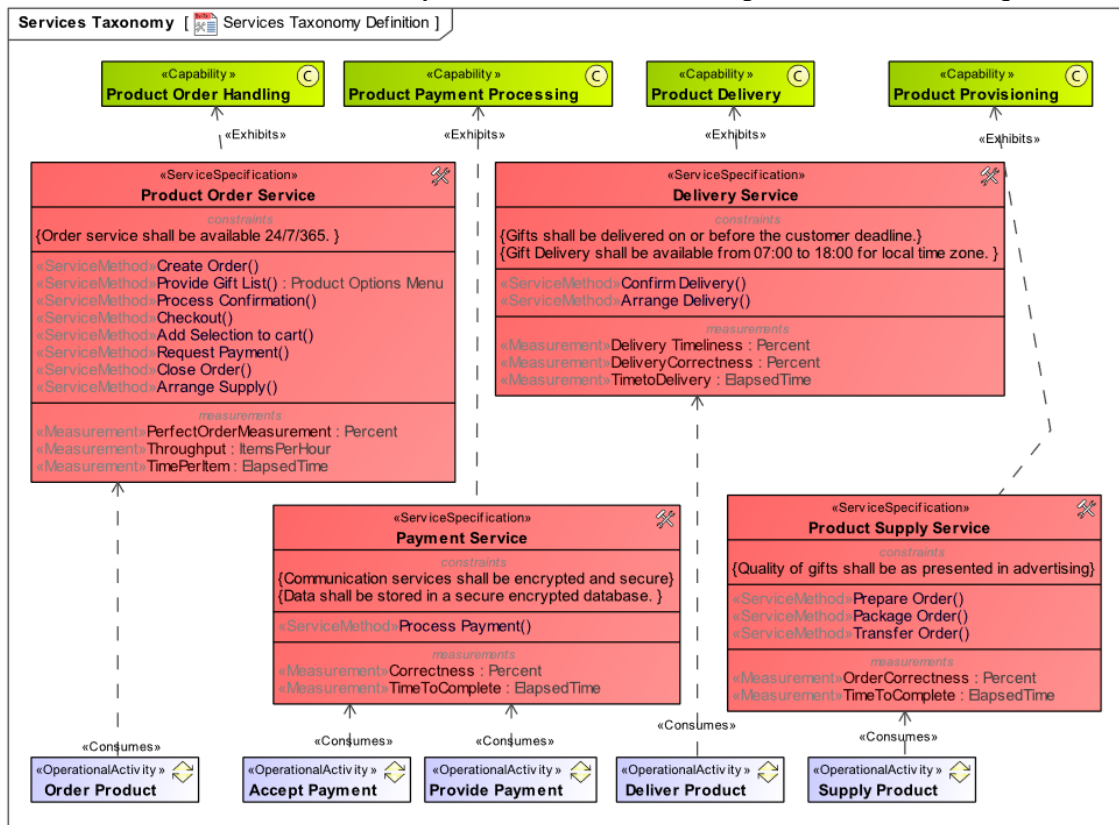 Services Taxonomy [ Services Taxonomy Definition ]
«Capability» C
Product Order Handling
«Capability» C
Product Payment Processing
«Capability» C
Product Delivery
«Capability» C
Product Provisioning
«Exhibits»
«Exhibits»
«Exhibits»
«Exhibits»
«ServiceSpecification»
Product Order Service
constraints
{Order service shall be available 24/7/365. }
«ServiceMethod»Create Order()
«ServiceMethod»Provide Gift List() : Product Options Menu
«ServiceMethod»Process Confirmation()
«ServiceMethod»Checkout()
«ServiceMethod»Add Selection to cart()
«ServiceMethod»Request Payment()
«ServiceMethod»Close Order()
«ServiceMethod»Arrange Supply()
measurements
«Measurement»PerfectOrderMeasurement : Percent
«Measurement»Throughput : ItemsPerHour
«Measurement»TimePerItem : ElapsedTime
«ServiceSpecification»
Delivery Service
constraints
{Gifts shall be delivered on or before the customer deadline.}
{Gift Delivery shall be available from 07:00 to 18:00 for local time zone. }
«ServiceMethod»Confirm Delivery()
«ServiceMethod»Arrange Delivery()
measurements
«Measurement»Delivery Timeliness : Percent
«Measurement»DeliveryCorrectness : Percent
«Measurement»TimetoDelivery : ElapsedTime
«ServiceSpecification»
Payment Service
constraints
{Communication services shall be encrypted and secure}
{Data shall be stored in a secure encrypted database. }
«ServiceMethod»Process Payment()
measurements
«Measurement»Correctness : Percent
«Measurement»TimeToComplete : ElapsedTime
«ServiceSpecification»
Product Supply Service
constraints
{Quality of gifts shall be as presented in advertising}
«ServiceMethod»Prepare Order()
«ServiceMethod»Package Order()
«ServiceMethod»Transfer Order()
measurements
«Measurement»OrderCorrectness : Percent
«Measurement»TimeToComplete : ElapsedTime
«Consumes»
«Consumes»
«Consumes»
«Consumes»
«Consumes»
«OperationalActivity»
Order Product
«OperationalActivity»
Accept Payment
«OperationalActivity»
Provide Payment
«OperationalActivity»
Deliver Product
«OperationalActivity»
Supply Product